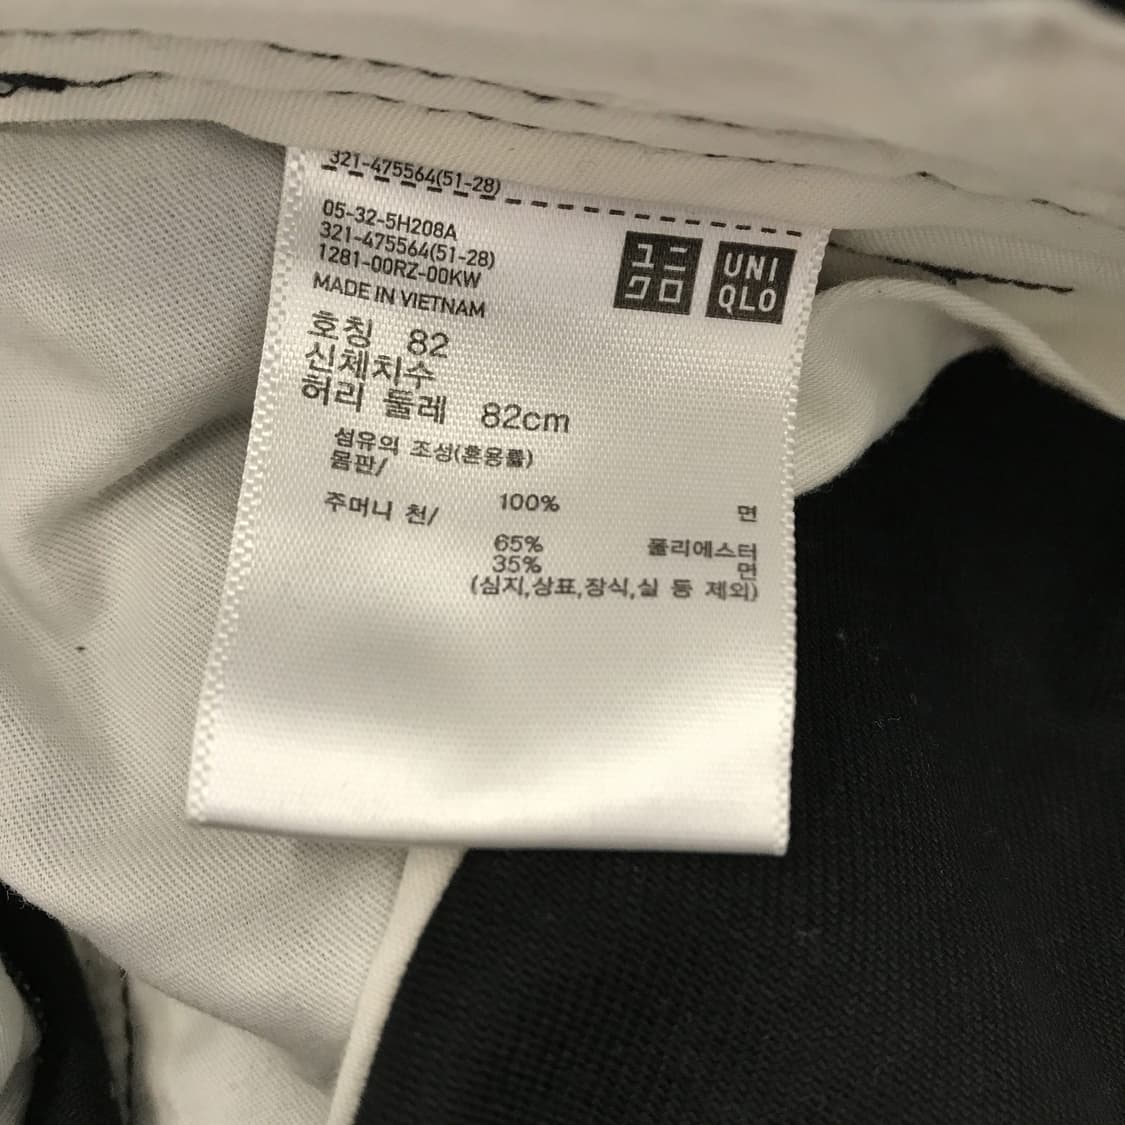 321-475564(51-28)
05-32-5H208A
321-475564(51-28)
1281-00RZ-00KW
MADE IN VIETNAM
ユニ
クロ
UNI
QLO
호칭 82
신체치수
허리 둘레 82cm
섬유의 조성(혼용률)
몸판/
100% 면
주머니 천/
65% 폴리에스터
35% 면
(심지,상표,장식,실 등 제외)